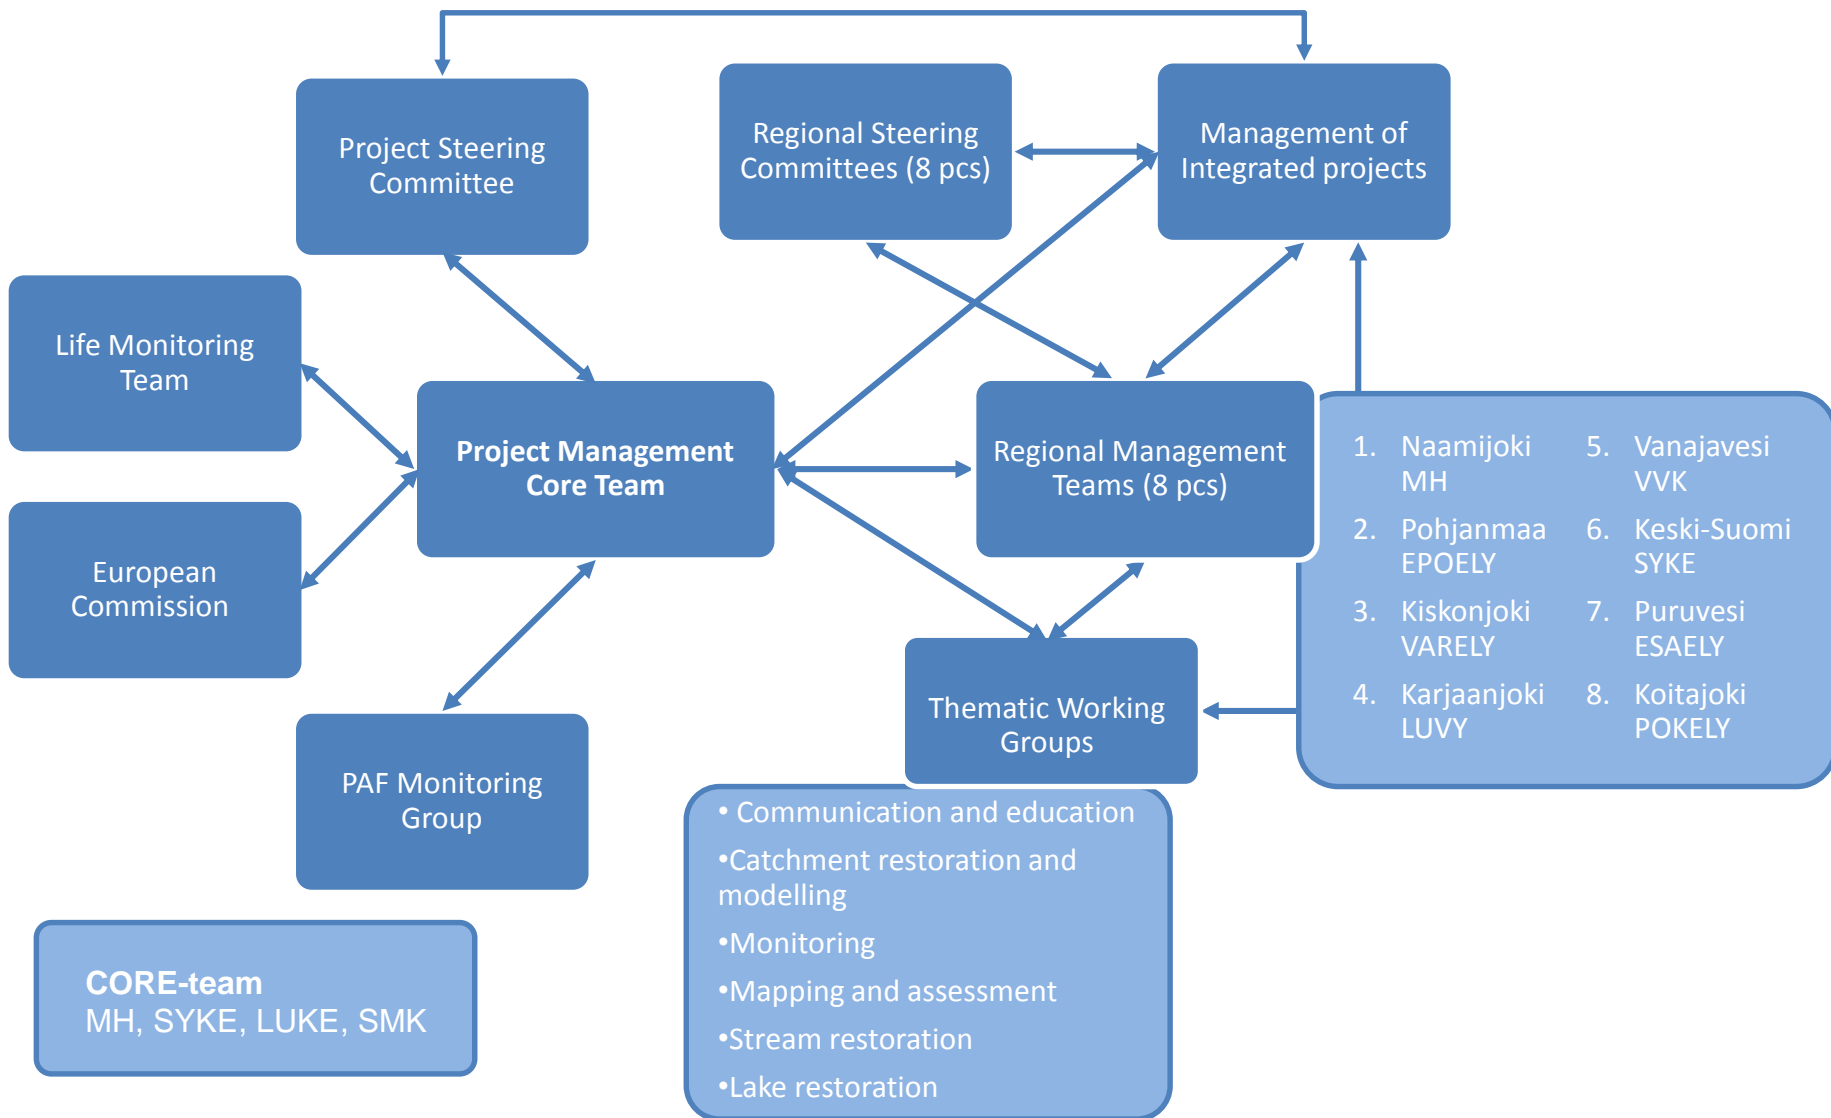 Project Steering
Committee
Regional Steering
Committees (8 pcs)
Management of
Integrated projects
Life Monitoring
Team
Project Management
Core Team
Regional Management
Teams (8 pcs)
European
Commission
PAF Monitoring
Group
Thematic Working
Groups
1. Naamijoki
MH
2. Pohjanmaa
EPOELY
3. Kiskonjoki
VARELY
4. Karjaanjoki
LUVY
5. Vanajavesi
VVK
6. Keski-Suomi
SYKE
7. Puruvesi
ESAELY
8. Koitajoki
POKELY
• Communication and education
•Catchment restoration and
modelling
•Monitoring
•Mapping and assessment
•Stream restoration
•Lake restoration
CORE-team
MH, SYKE, LUKE, SMK